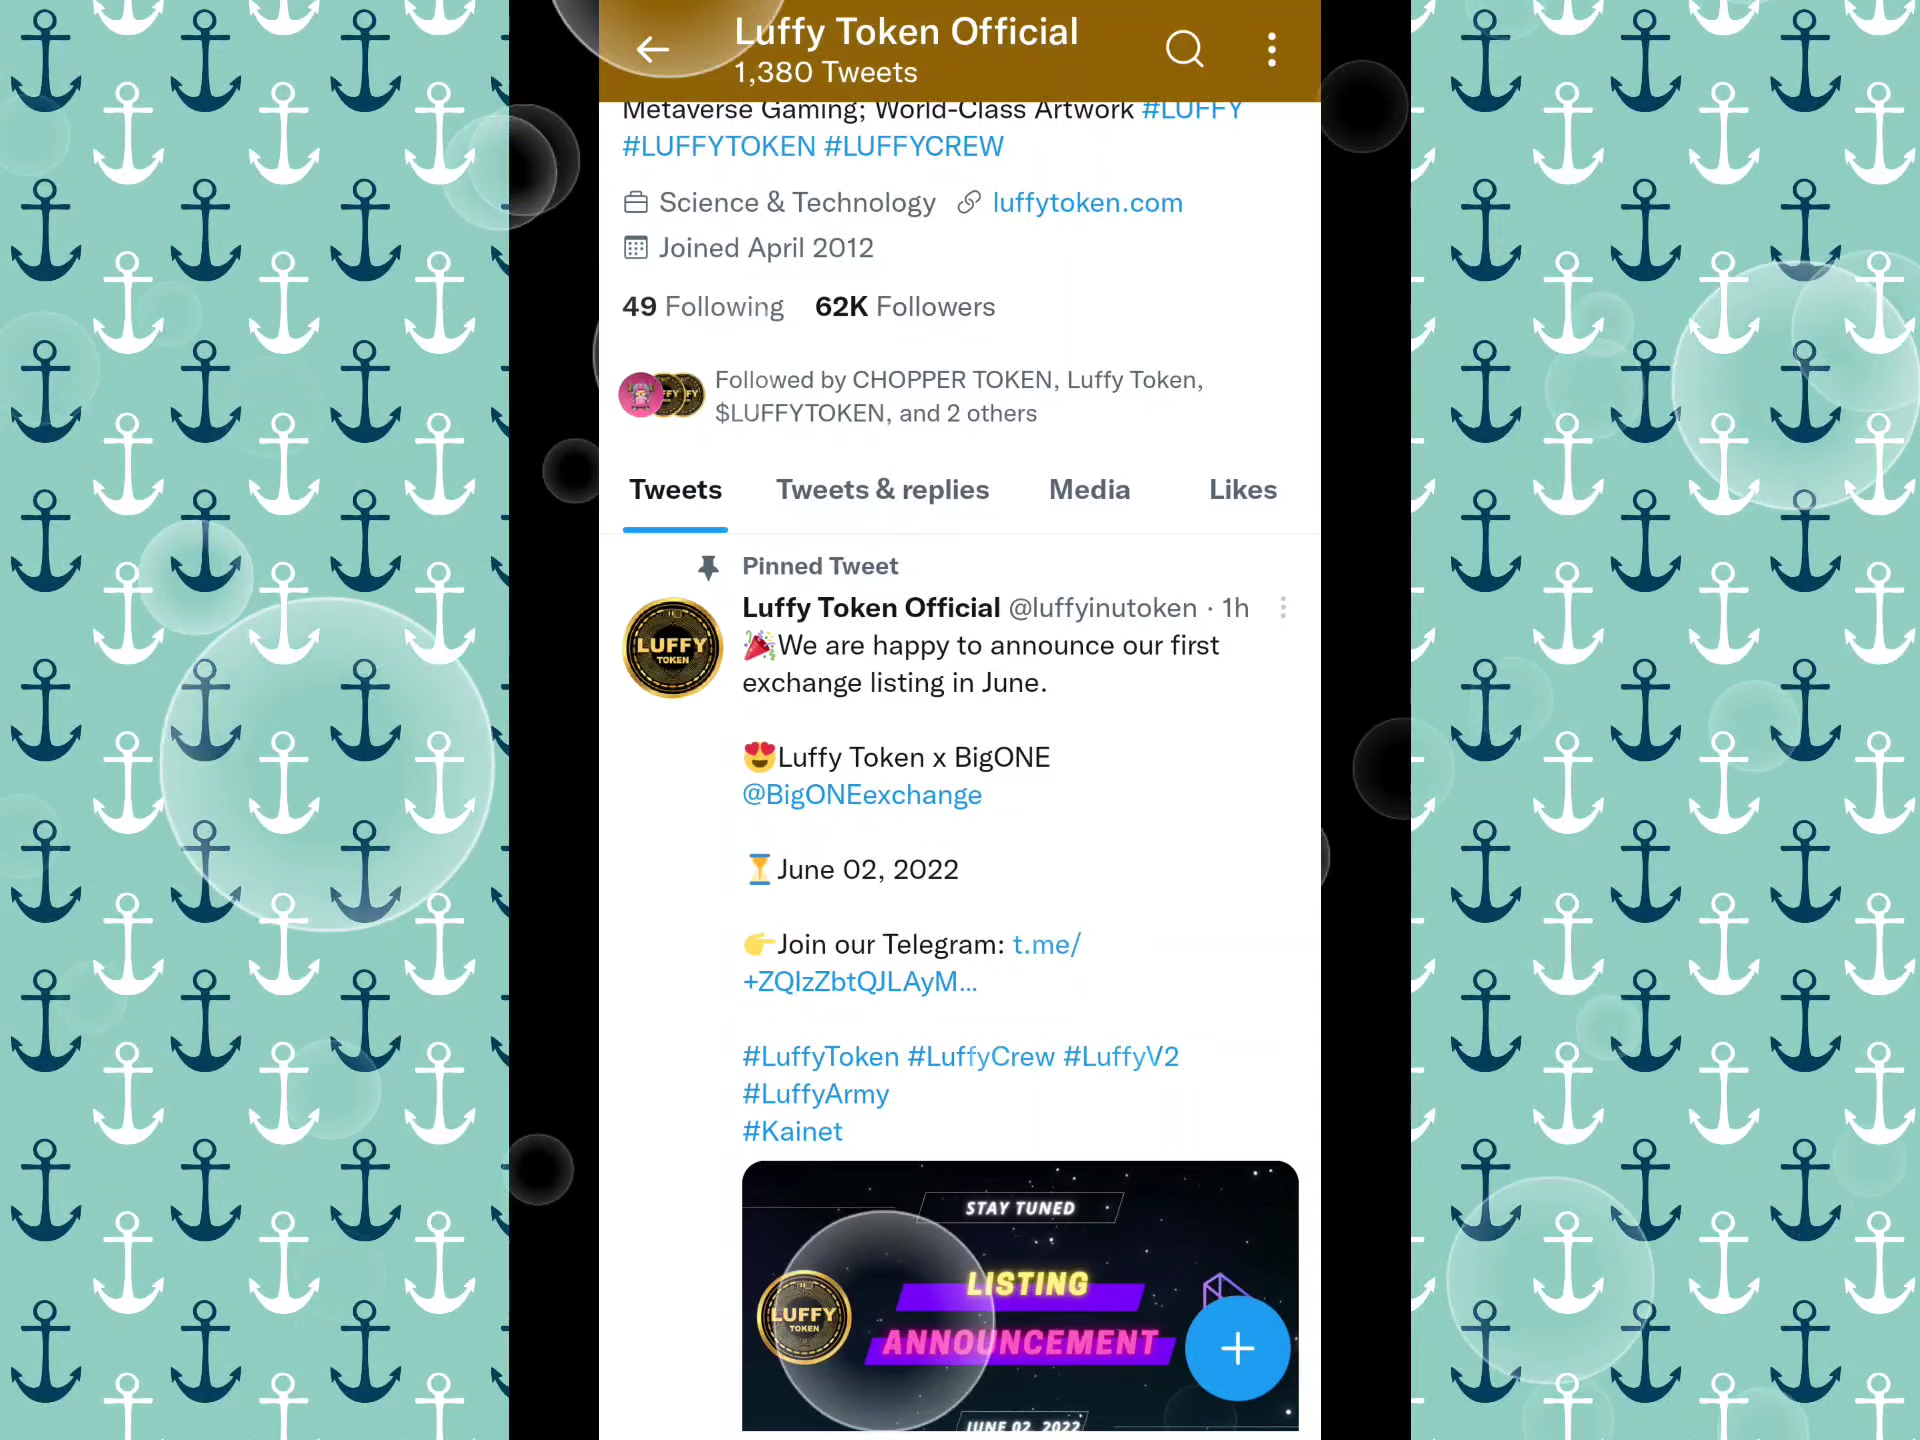 Luffy Token Official
1,380 Tweets
Metaverse Gaming; World-Class Artwork #LUFFY
#LUFFYTOKEN #LUFFYCREW
Science & Technology luffytoken.com
Joined April 2012
49 Following 62K Followers
Followed by CHOPPER TOKEN, Luffy Token,
$LUFFYTOKEN, and 2 others
Tweets Tweets & replies Media Likes
Pinned Tweet
Luffy Token Official @luffyinutoken · 1h
🎉We are happy to announce our first
exchange listing in June.
😍Luffy Token x BigONE
@BigONEexchange
⏳June 02, 2022
👉Join our Telegram: t.me/
+ZQIzZbtQJLAyM...
#LuffyToken #LuffyCrew #LuffyV2
#LuffyArmy
#Kainet
LUFFY
TOKEN
STAY TUNED
LISTING
ANNOUNCEMENT
LUFFY
TOKEN
JUNE 02, 2022